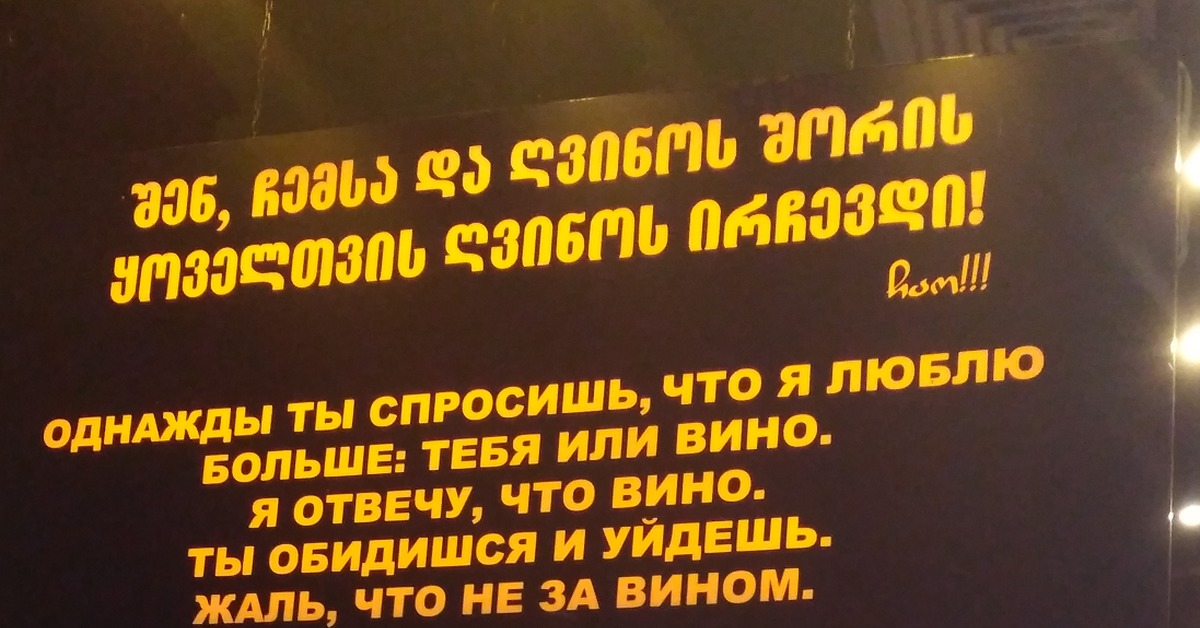 შენ, ჩემსა და ღვინოს შორის
ყოველთვის ღვინოს ირჩევდი!
ჩაო!!!
ОДНАЖДЫ ТЫ СПРОСИШЬ, ЧТО Я ЛЮБЛЮ
БОЛЬШЕ: ТЕБЯ ИЛИ ВИНО.
Я ОТВЕЧУ, ЧТО ВИНО.
ТЫ ОБИДИШСЯ И УЙДЕШЬ.
ЖАЛЬ, ЧТО НЕ ЗА ВИНОМ.